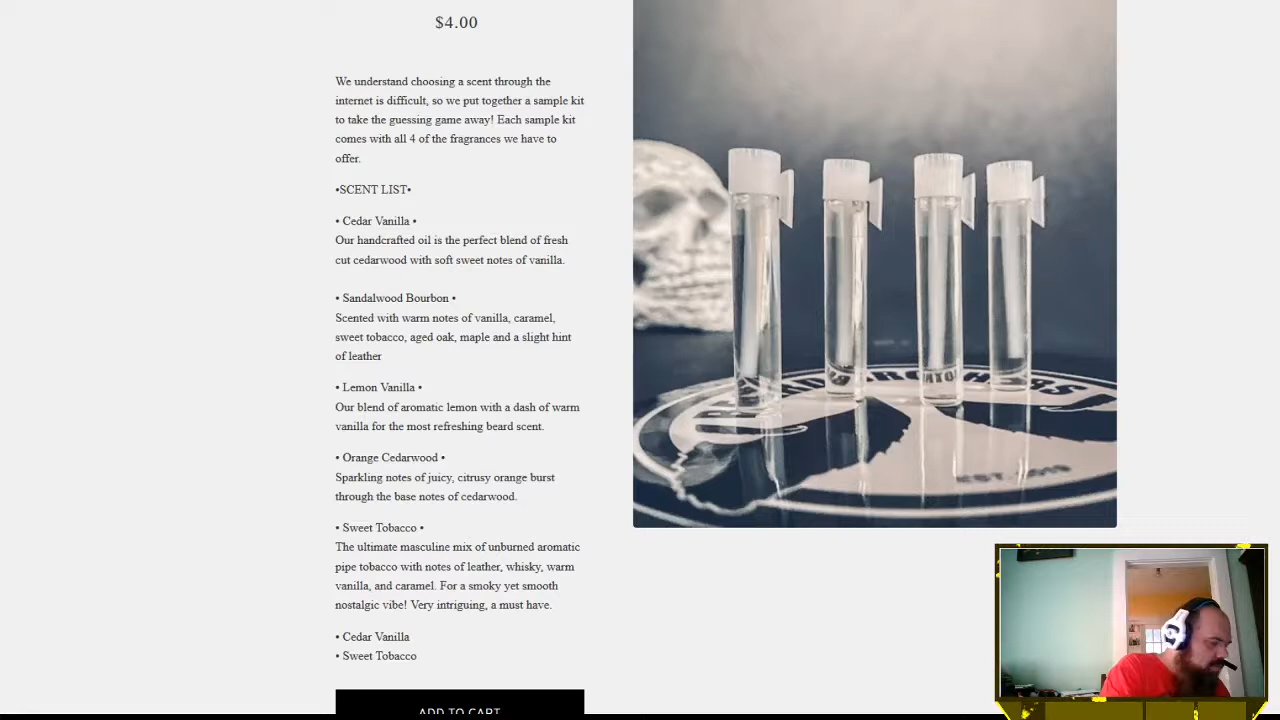 $4.00
We understand choosing a scent through the
internet is difficult, so we put together a sample kit
to take the guessing game away! Each sample kit
comes with all 4 of the fragrances we have to
offer.
•SCENT LIST•
• Cedar Vanilla •
Our handcrafted oil is the perfect blend of fresh
cut cedarwood with soft sweet notes of vanilla.
• Sandalwood Bourbon •
Scented with warm notes of vanilla, caramel,
sweet tobacco, aged oak, maple and a slight hint
of leather
• Lemon Vanilla •
Our blend of aromatic lemon with a dash of warm
vanilla for the most refreshing beard scent.
• Orange Cedarwood •
Sparkling notes of juicy, citrusy orange burst
through the base notes of cedarwood.
• Sweet Tobacco •
The ultimate masculine mix of unburned aromatic
pipe tobacco with notes of leather, whisky, warm
vanilla, and caramel. For a smoky yet smooth
nostalgic vibe! Very intriguing, a must have.
• Cedar Vanilla
• Sweet Tobacco
ADD TO CART